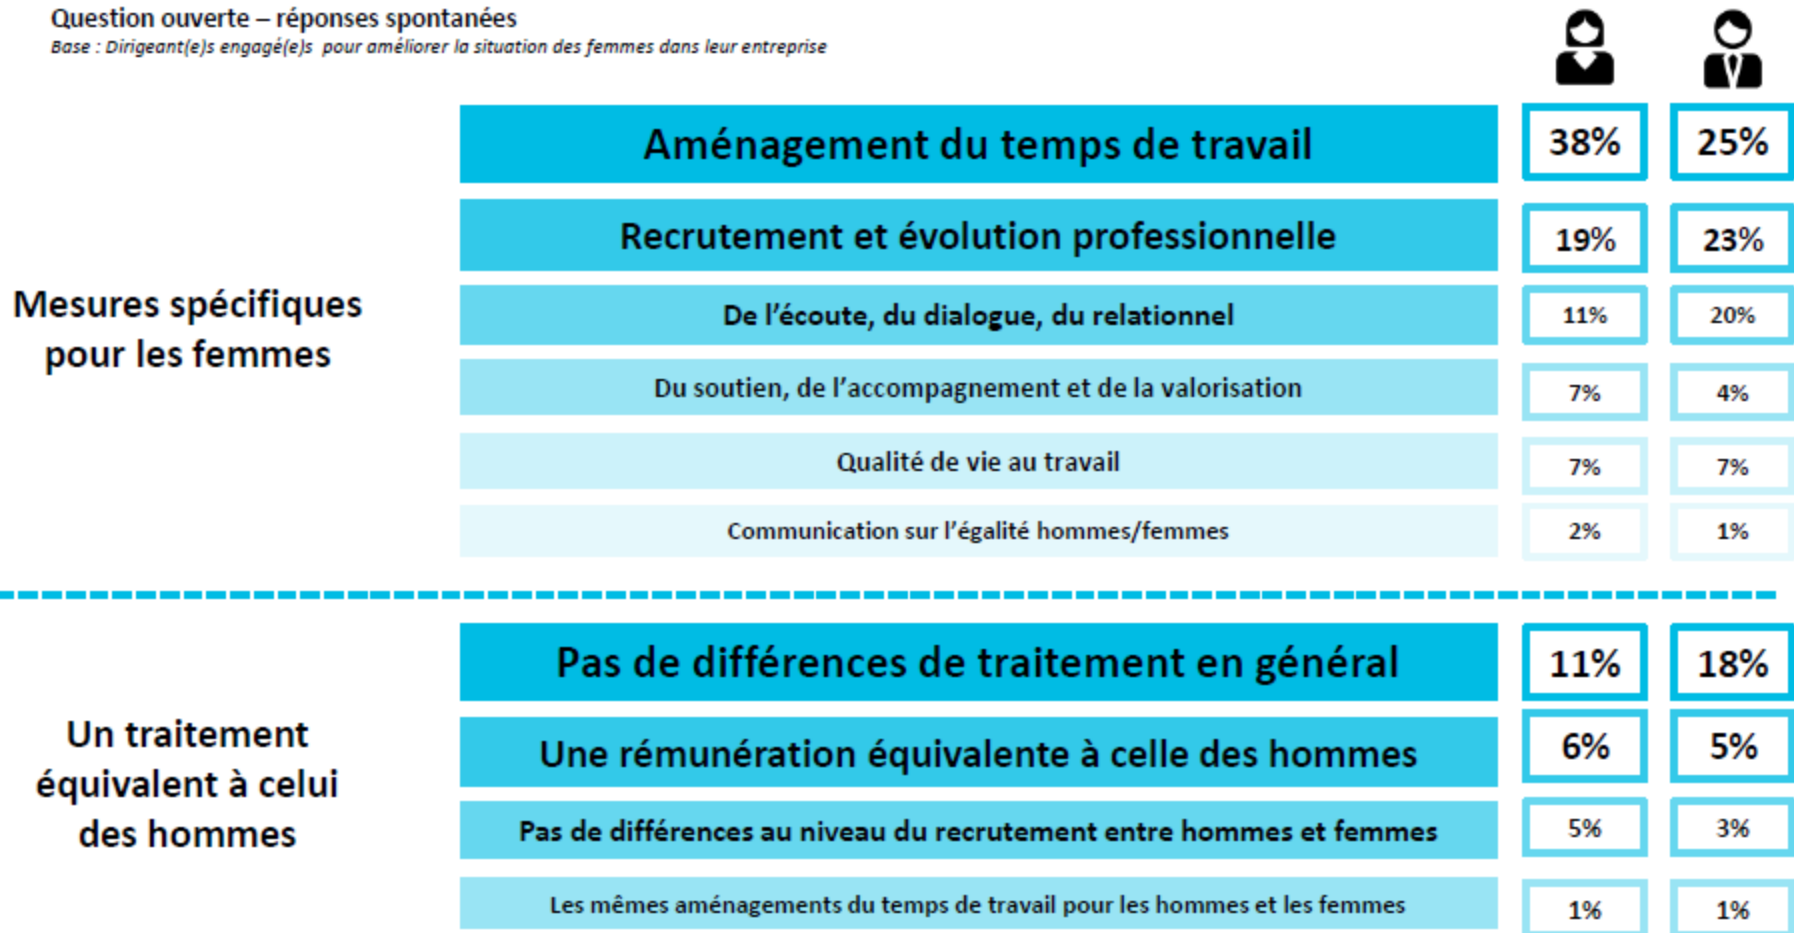 Question ouverte – réponses spontanées
Base : Dirigeant(e)s engagé(e)s pour améliorer la situation des femmes dans leur entreprise
Mesures spécifiques
pour les femmes
Aménagement du temps de travail 38% 25%
Recrutement et évolution professionnelle 19% 23%
De l’écoute, du dialogue, du relationnel 11% 20%
Du soutien, de l’accompagnement et de la valorisation 7% 4%
Qualité de vie au travail 7% 7%
Communication sur l’égalité hommes/femmes 2% 1%
Un traitement
équivalent à celui
des hommes
Pas de différences de traitement en général 11% 18%
Une rémunération équivalente à celle des hommes 6% 5%
Pas de différences au niveau du recrutement entre hommes et femmes 5% 3%
Les mêmes aménagements du temps de travail pour les hommes et les femmes 1% 1%